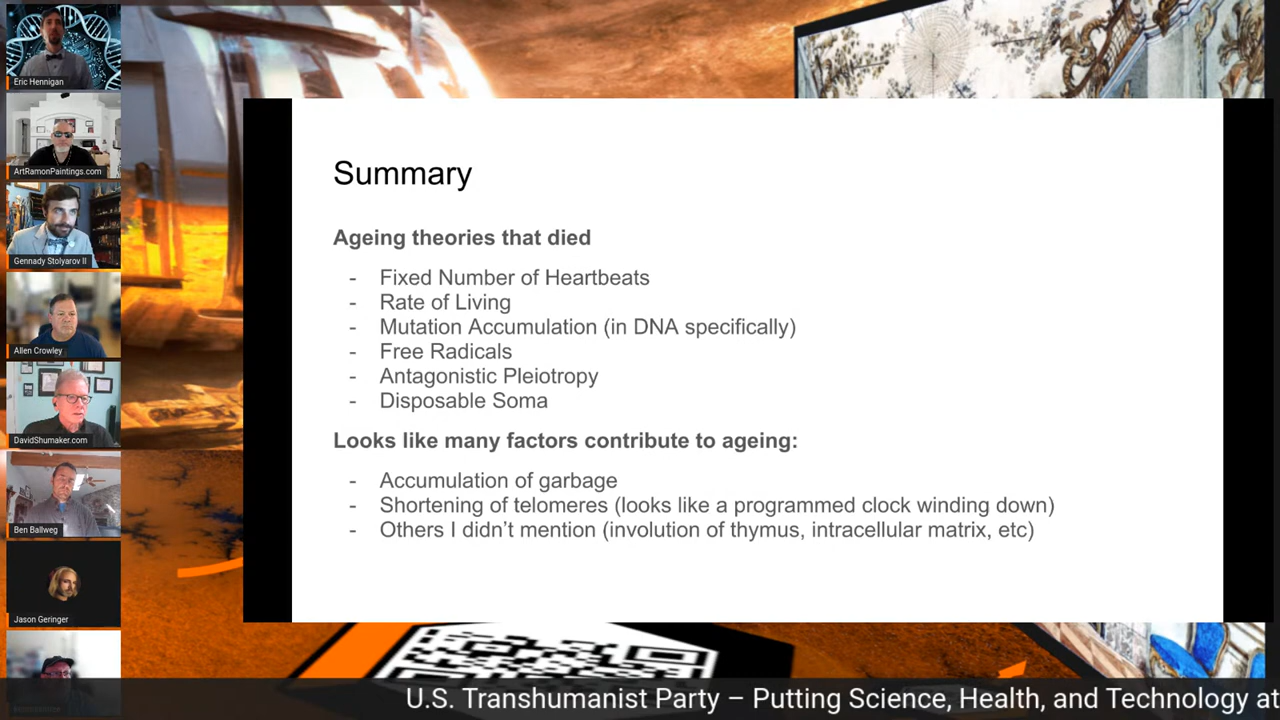 Eric Hennigan
ArtRamonPaintings.com
Gennady Stolyarov II
Allen Crowley
DavidShumaker.com
Ben Ballweg
Jason Geringer
Summary
Ageing theories that died
- Fixed Number of Heartbeats
- Rate of Living
- Mutation Accumulation (in DNA specifically)
- Free Radicals
- Antagonistic Pleiotropy
- Disposable Soma
Looks like many factors contribute to ageing:
- Accumulation of garbage
- Shortening of telomeres (looks like a programmed clock winding down)
- Others I didn’t mention (involution of thymus, intracellular matrix, etc)
U.S. Transhumanist Party – Putting Science, Health, and Technology at